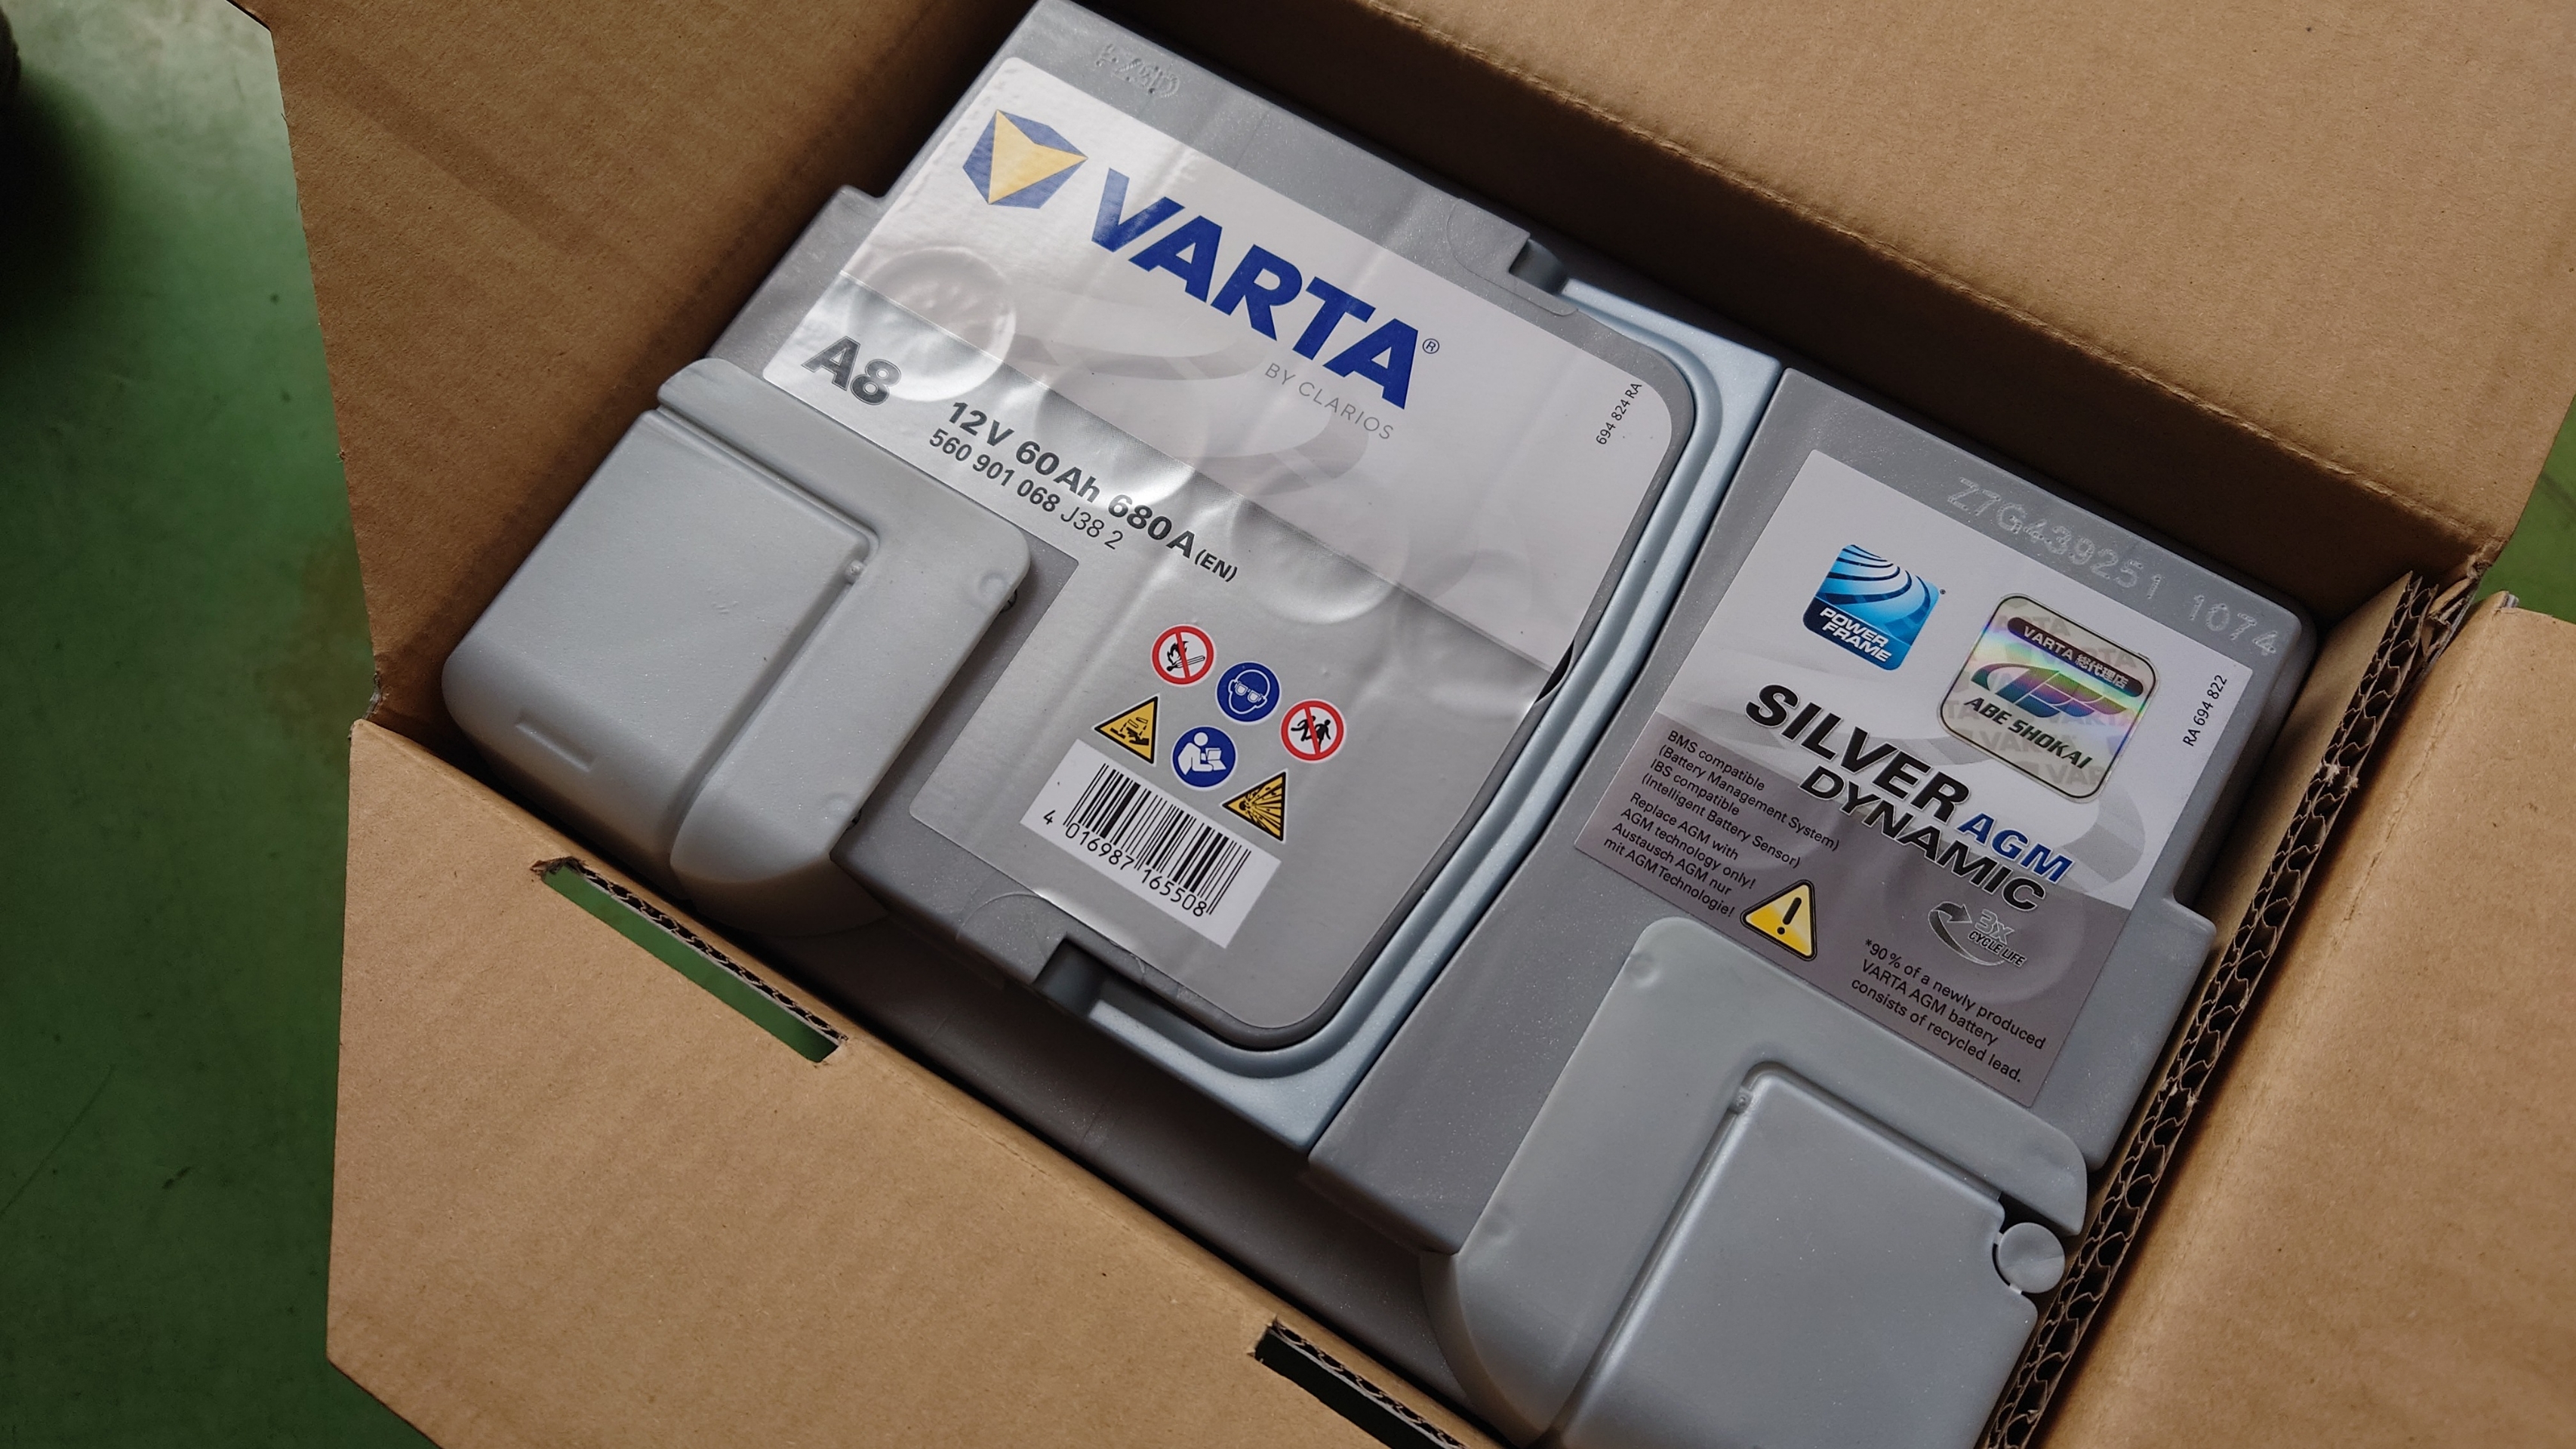 VARTA®
BY CLARIOS
694 824 RA
A8
12V 60Ah 680A (EN)
560 901 068 J38 2
4 016987 165508
Z7G439251 1074
POWER
FRAME
VARTA 総代理店
ABE SHOKAI
RA 694 822
SILVER AGM
DYNAMIC
BMS compatible
(Battery Management System)
IBS compatible
(Intelligent Battery Sensor)
Replace AGM with
AGM technology only!
Austausch AGM nur
mit AGM Technologie!
3x
CYCLE LIFE
*90 % of a newly produced
VARTA AGM battery
consists of recycled lead.